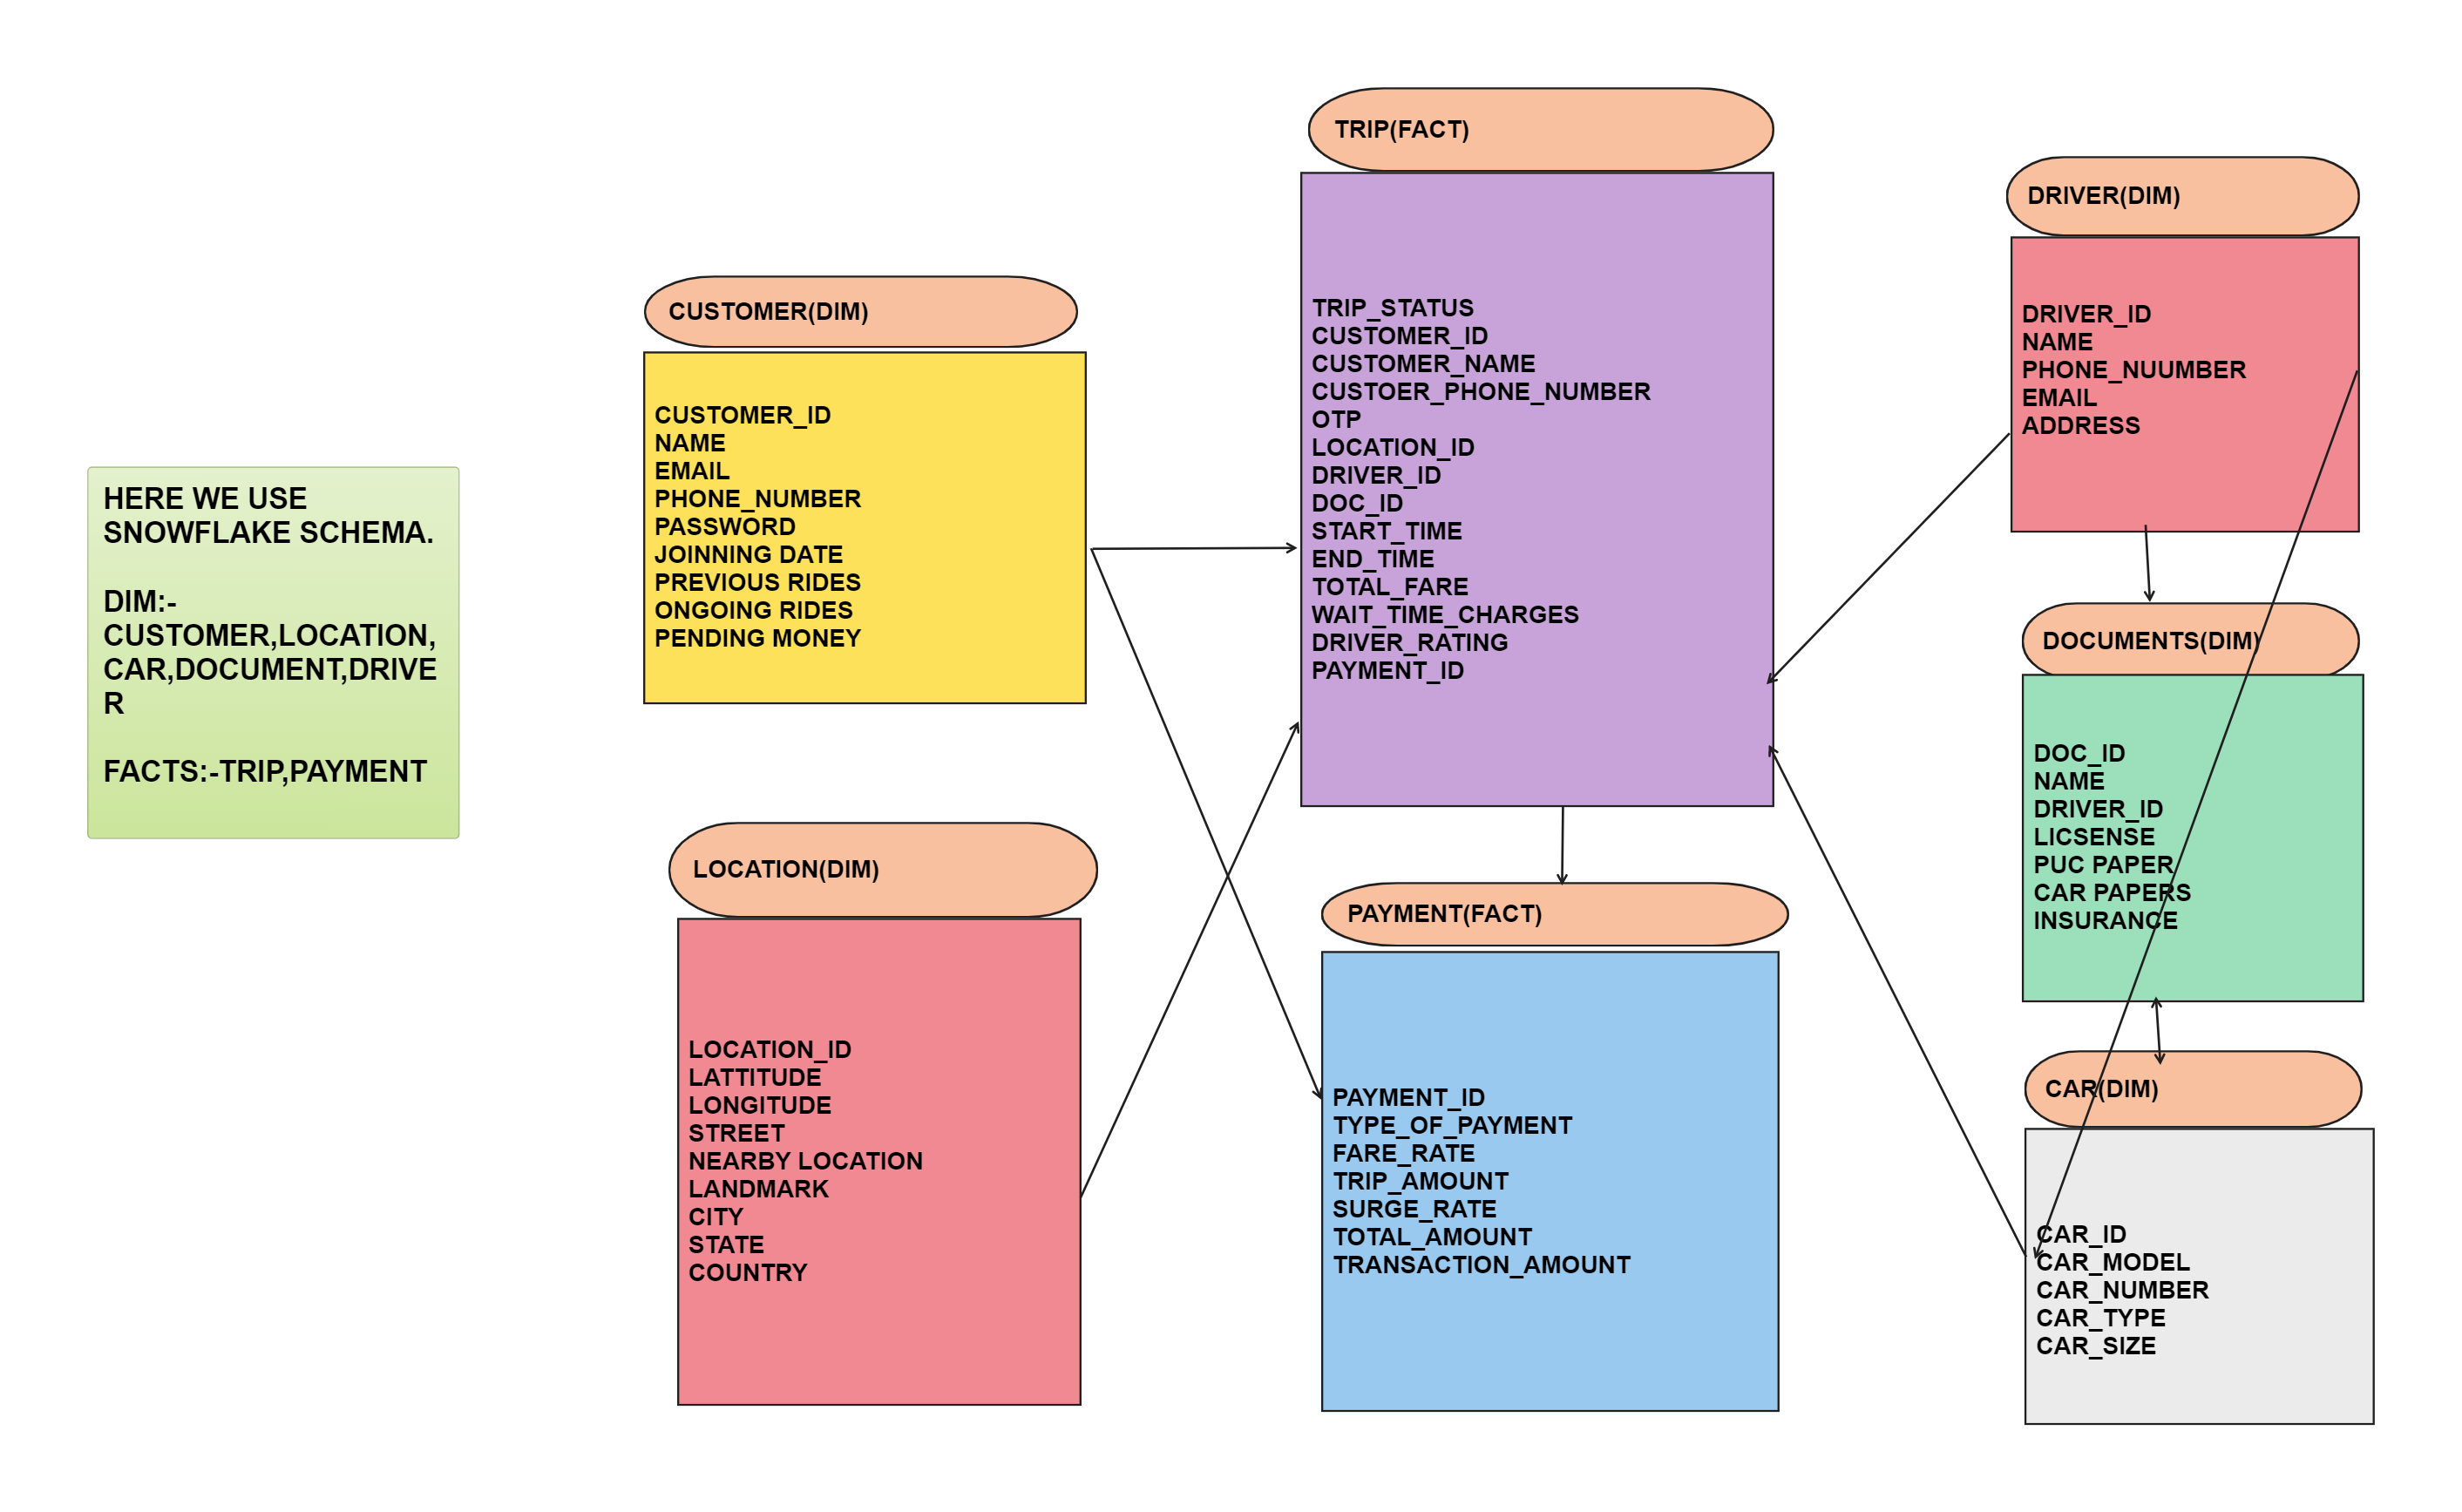 HERE WE USE
SNOWFLAKE SCHEMA.
DIM:-
CUSTOMER,LOCATION,
CAR,DOCUMENT,DRIVE
R
FACTS:-TRIP,PAYMENT
CUSTOMER(DIM)
CUSTOMER_ID
NAME
EMAIL
PHONE_NUMBER
PASSWORD
JOINNING DATE
PREVIOUS RIDES
ONGOING RIDES
PENDING MONEY
LOCATION(DIM)
LOCATION_ID
LATTITUDE
LONGITUDE
STREET
NEARBY LOCATION
LANDMARK
CITY
STATE
COUNTRY
TRIP(FACT)
TRIP_STATUS
CUSTOMER_ID
CUSTOMER_NAME
CUSTOER_PHONE_NUMBER
OTP
LOCATION_ID
DRIVER_ID
DOC_ID
START_TIME
END_TIME
TOTAL_FARE
WAIT_TIME_CHARGES
DRIVER_RATING
PAYMENT_ID
PAYMENT(FACT)
PAYMENT_ID
TYPE_OF_PAYMENT
FARE_RATE
TRIP_AMOUNT
SURGE_RATE
TOTAL_AMOUNT
TRANSACTION_AMOUNT
DRIVER(DIM)
DRIVER_ID
NAME
PHONE_NUUMBER
EMAIL
ADDRESS
DOCUMENTS(DIM)
DOC_ID
NAME
DRIVER_ID
LICSENSE
PUC PAPER
CAR PAPERS
INSURANCE
CAR(DIM)
CAR_ID
CAR_MODEL
CAR_NUMBER
CAR_TYPE
CAR_SIZE